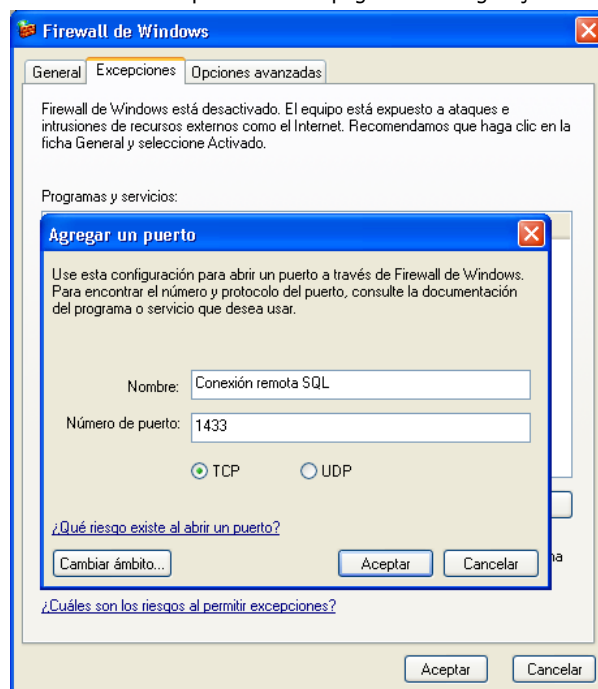 Firewall de Windows
General Excepciones Opciones avanzadas
Firewall de Windows está desactivado. El equipo está expuesto a ataques e
intrusiones de recursos externos como el Internet. Recomendamos que haga clic en la
ficha General y seleccione Activado.
Programas y servicios:
Agregar un puerto
Use esta configuración para abrir un puerto a través de Firewall de Windows.
Para encontrar el número y protocolo del puerto, consulte la documentación
del programa o servicio que desea usar.
Nombre: Conexión remota SQL
Número de puerto: 1433
TCP UDP
¿Qué riesgo existe al abrir un puerto?
Cambiar ámbito... Aceptar Cancelar
¿Cuáles son los riesgos al permitir excepciones?
Aceptar Cancelar